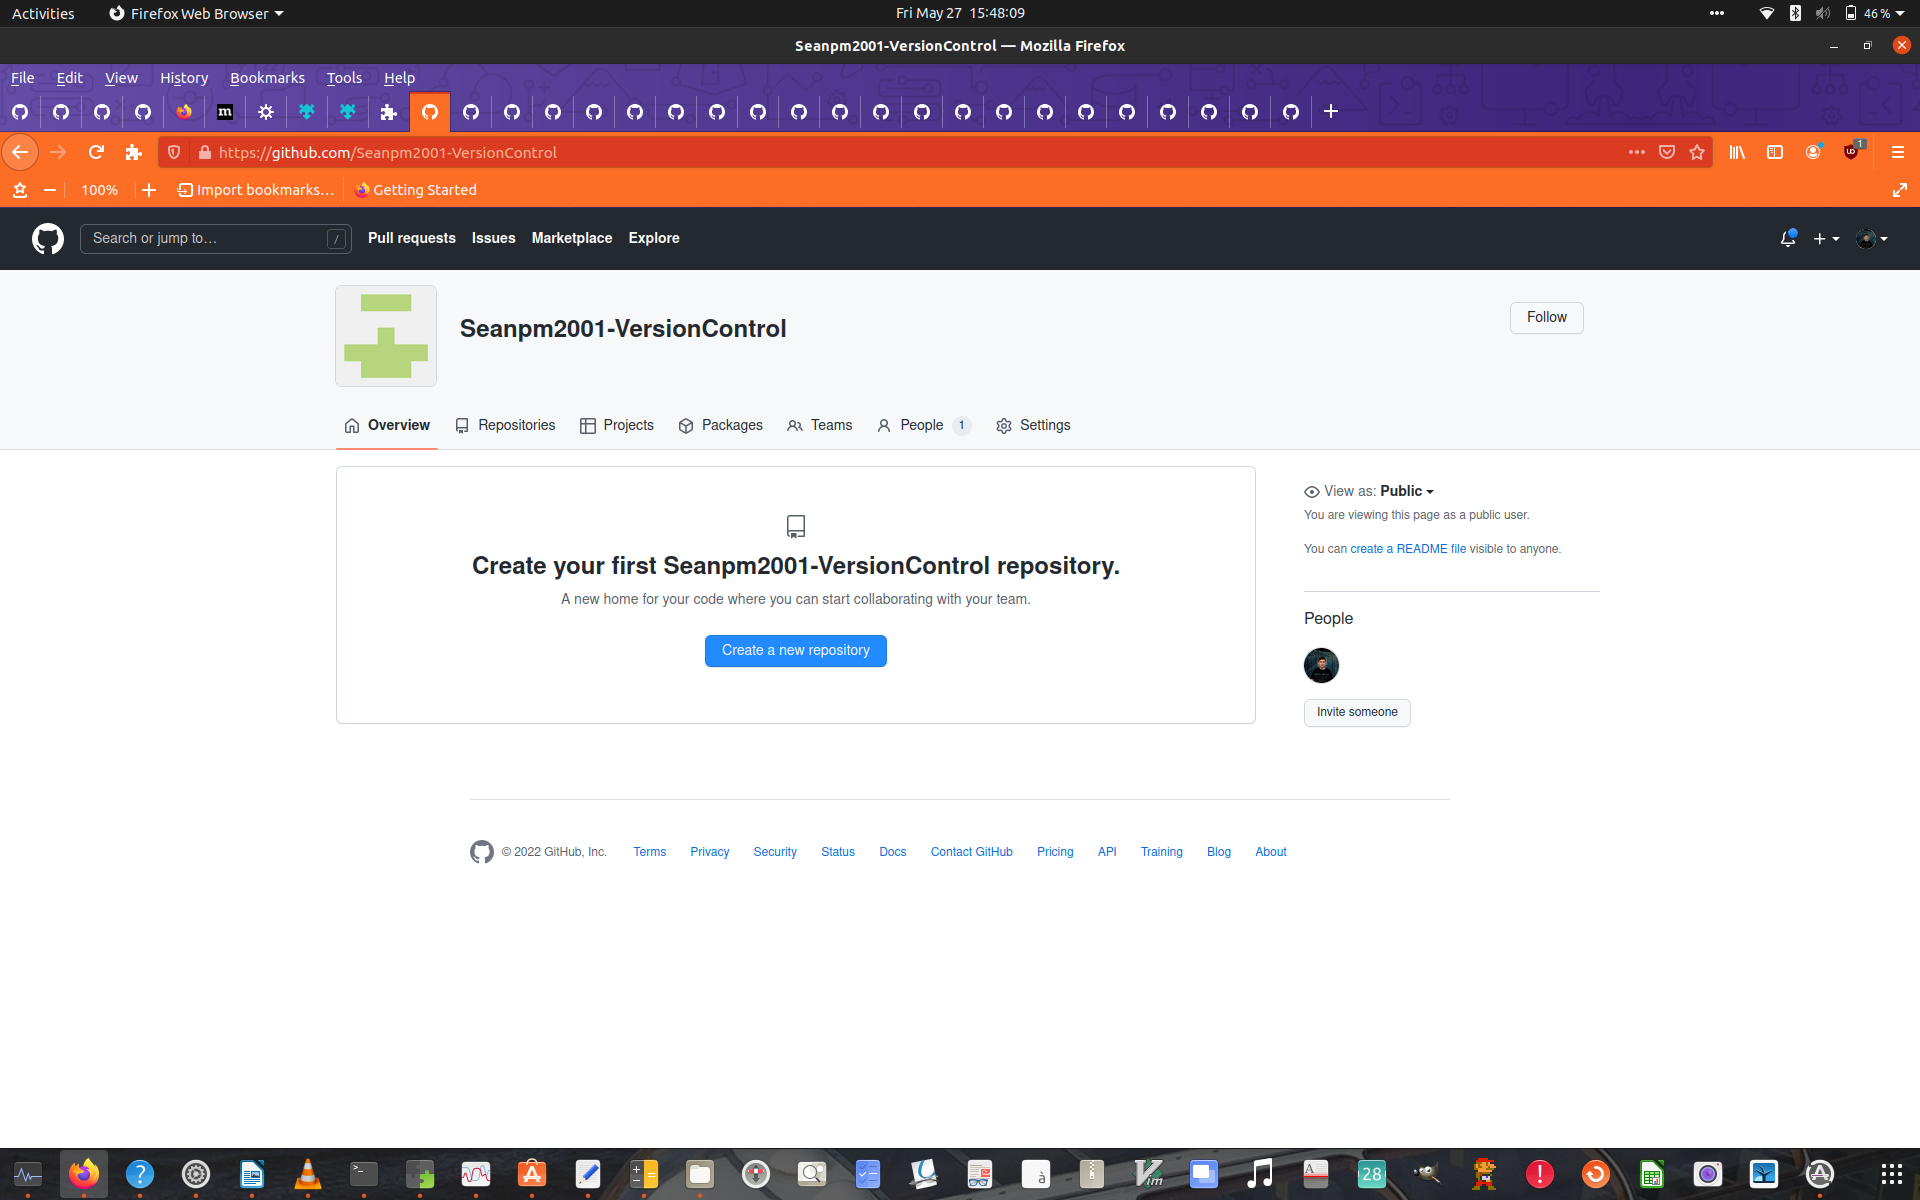 Activities Firefox Web Browser Fri May 27 15:48:09 46 %
Seanpm2001-VersionControl — Mozilla Firefox
File Edit View History Bookmarks Tools Help
m
https://github.com/Seanpm2001-VersionControl 1
100% Import bookmarks… Getting Started
Search or jump to… / Pull requests Issues Marketplace Explore
Seanpm2001-VersionControl
Follow
Overview Repositories Projects Packages Teams People 1 Settings
View as: Public
You are viewing this page as a public user.
You can create a README file visible to anyone.
Create your first Seanpm2001-VersionControl repository.
A new home for your code where you can start collaborating with your team.
Create a new repository
People
Invite someone
© 2022 GitHub, Inc. Terms Privacy Security Status Docs Contact GitHub Pricing API Training Blog About
? >_ à Vim A 28 !